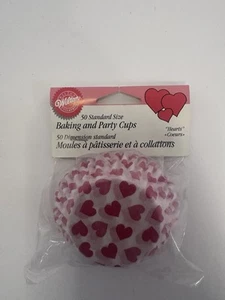 Wilton
50 Standard Size
Baking and Party Cups
"Hearts"
«Coeurs»
50 Dimension standard
Moules à pâtisserie et à collations